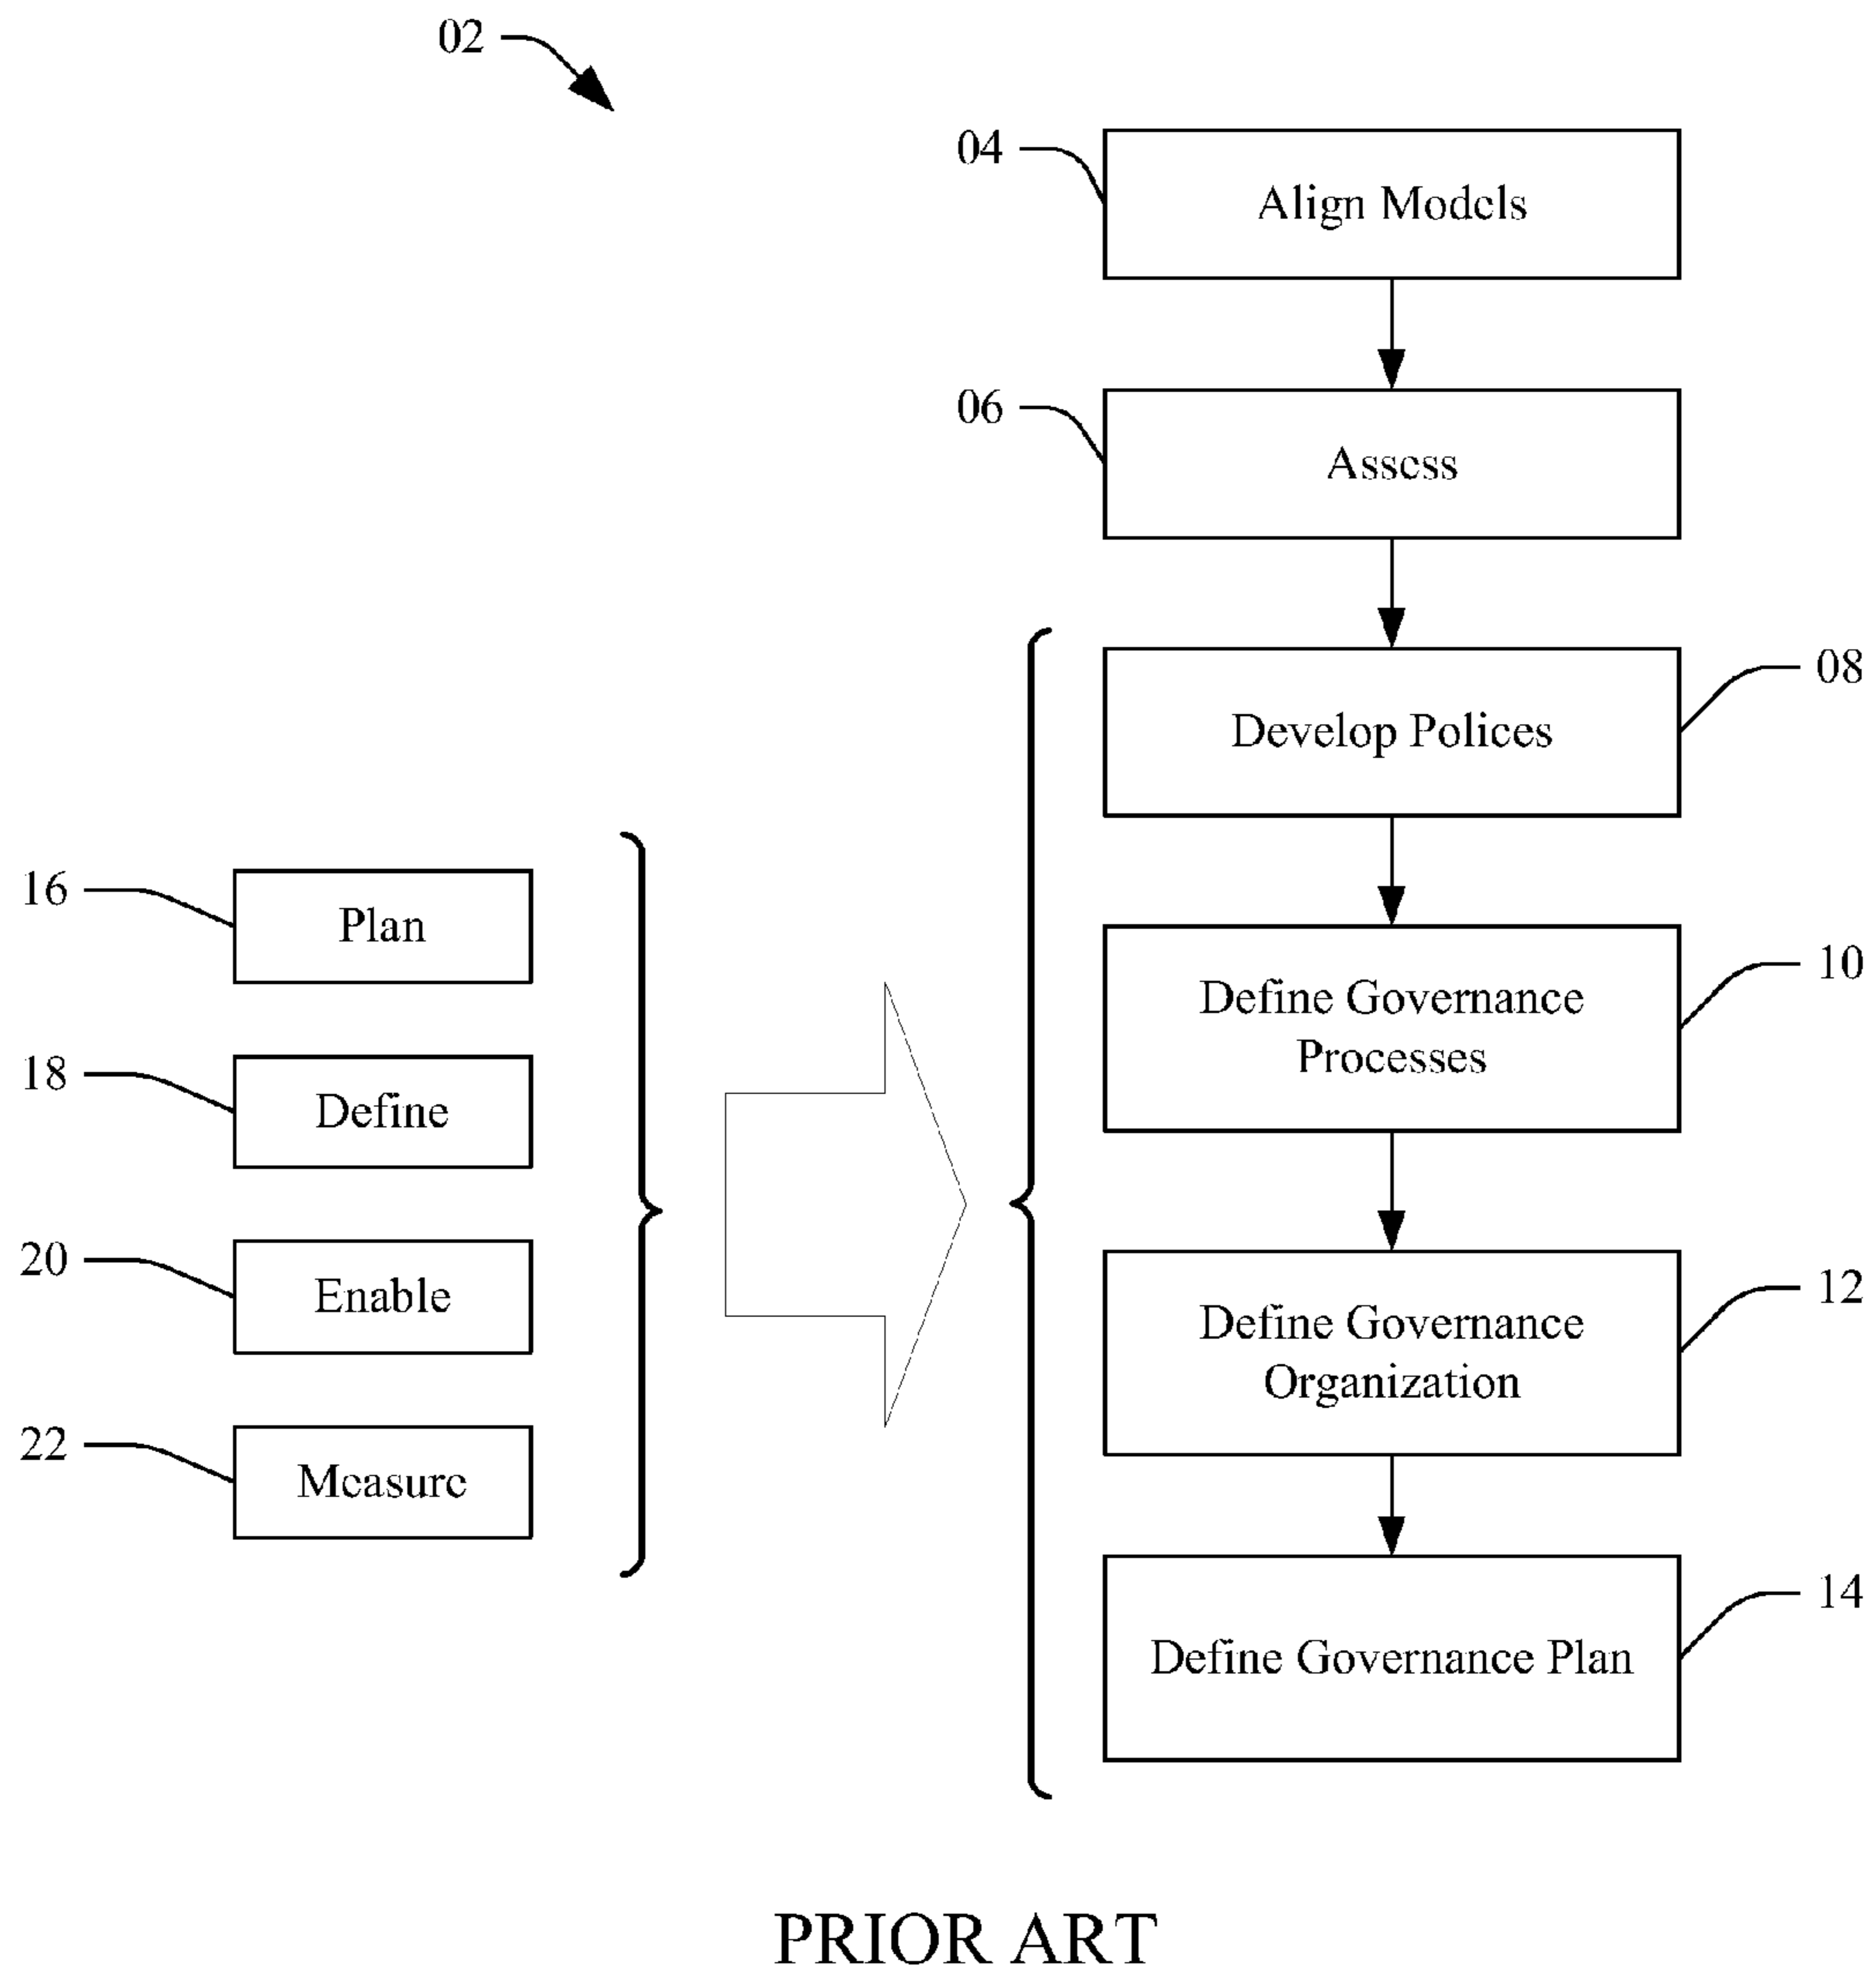 02
04
Align Models
06
Assess
08
Develop Polices
16
Plan
10
Define Governance
Processes
18
Define
20
Enable
12
Define Governance
Organization
22
Measure
14
Define Governance Plan
PRIOR ART